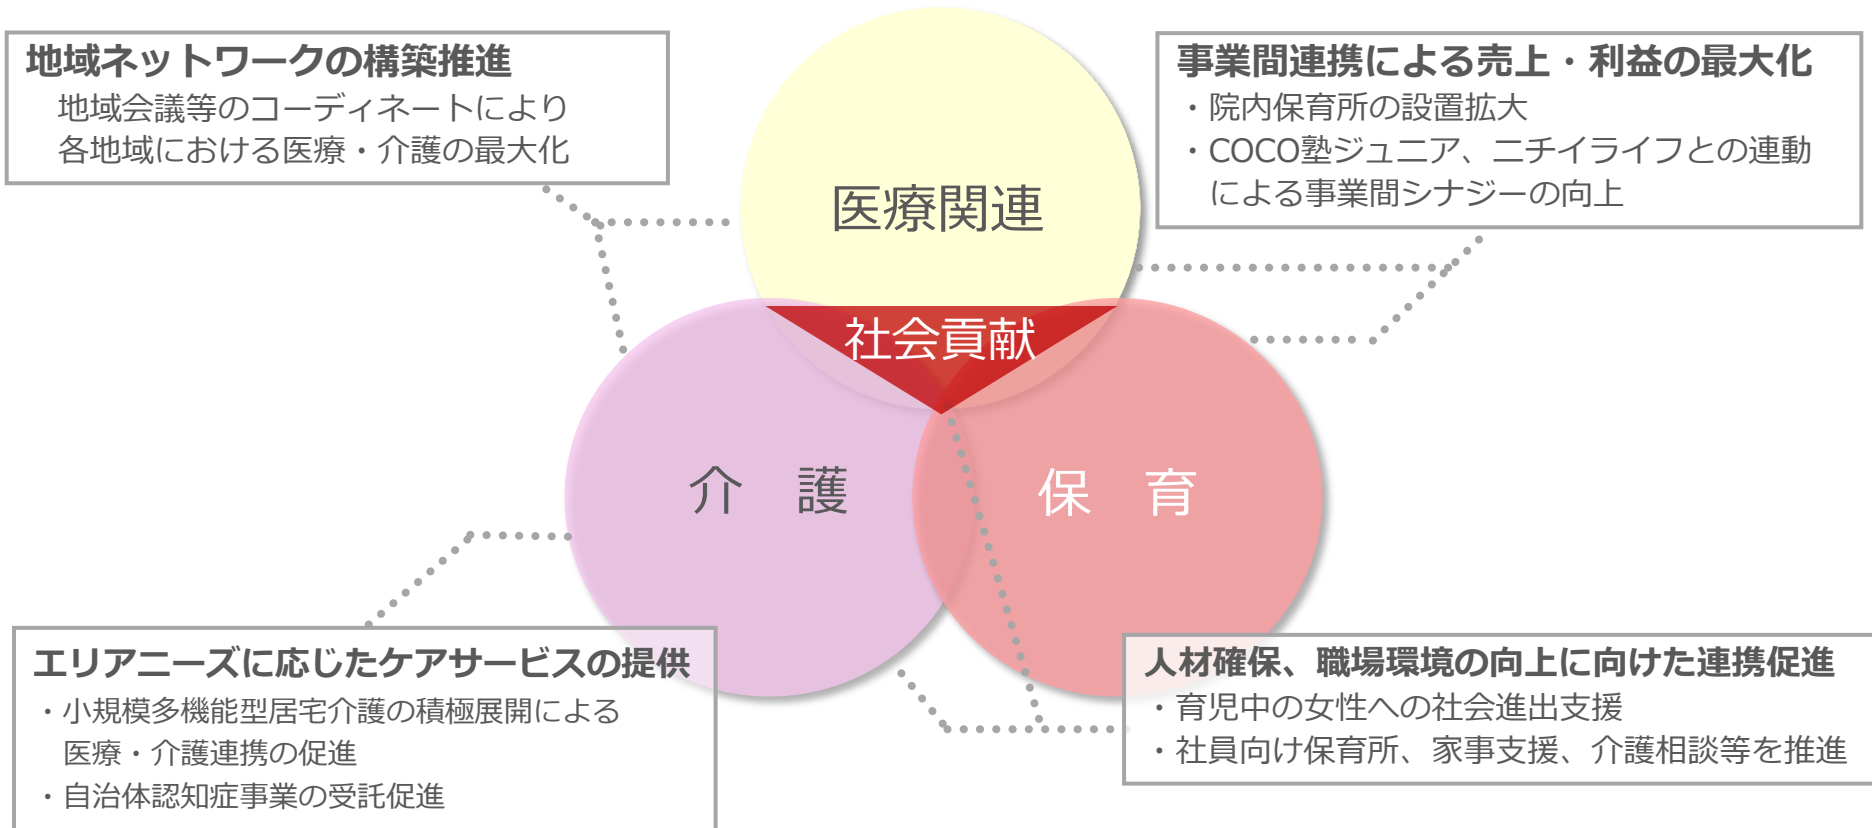 地域ネットワークの構築推進
地域会議等のコーディネートにより
各地域における医療・介護の最大化
事業間連携による売上・利益の最大化
・院内保育所の設置拡大
・COCO塾ジュニア、ニチイライフとの連動
による事業間シナジーの向上
医療関連
社会貢献
介　護
保　育
エリアニーズに応じたケアサービスの提供
・小規模多機能型居宅介護の積極展開による
医療・介護連携の促進
・自治体認知症事業の受託促進
人材確保、職場環境の向上に向けた連携促進
・育児中の女性への社会進出支援
・社員向け保育所、家事支援、介護相談等を推進